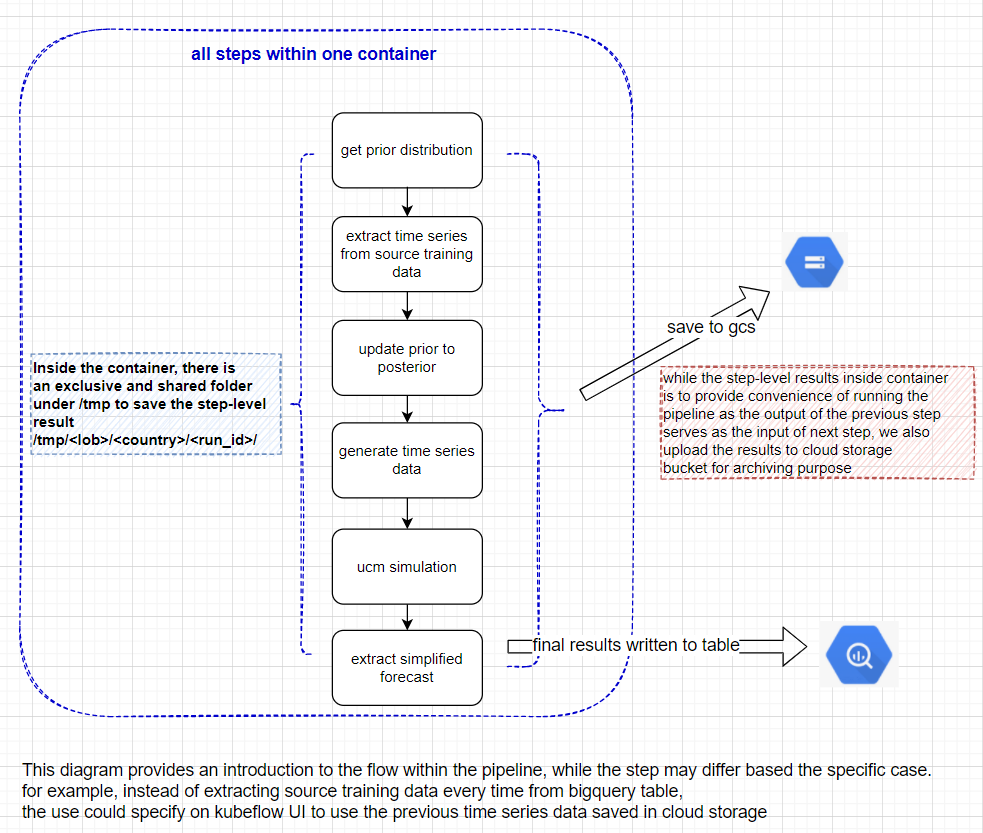 all steps within one container
get prior distribution
extract time series
from source training
data
update prior to
posterior
generate time series
data
ucm simulation
extract simplified
forecast
Inside the container, there is
an exclusive and shared folder
under /tmp to save the step-level
result
/tmp/<lob>/<country>/<run_id>/
save to gcs
while the step-level results inside container
is to provide convenience of running the
pipeline as the output of the previous step
serves as the input of next step, we also
upload the results to cloud storage
bucket for archiving purpose
final results written to table
This diagram provides an introduction to the flow within the pipeline, while the step may differ based the specific case.
for example, instead of extracting source training data every time from bigquery table,
the use could specify on kubeflow UI to use the previous time series data saved in cloud storage